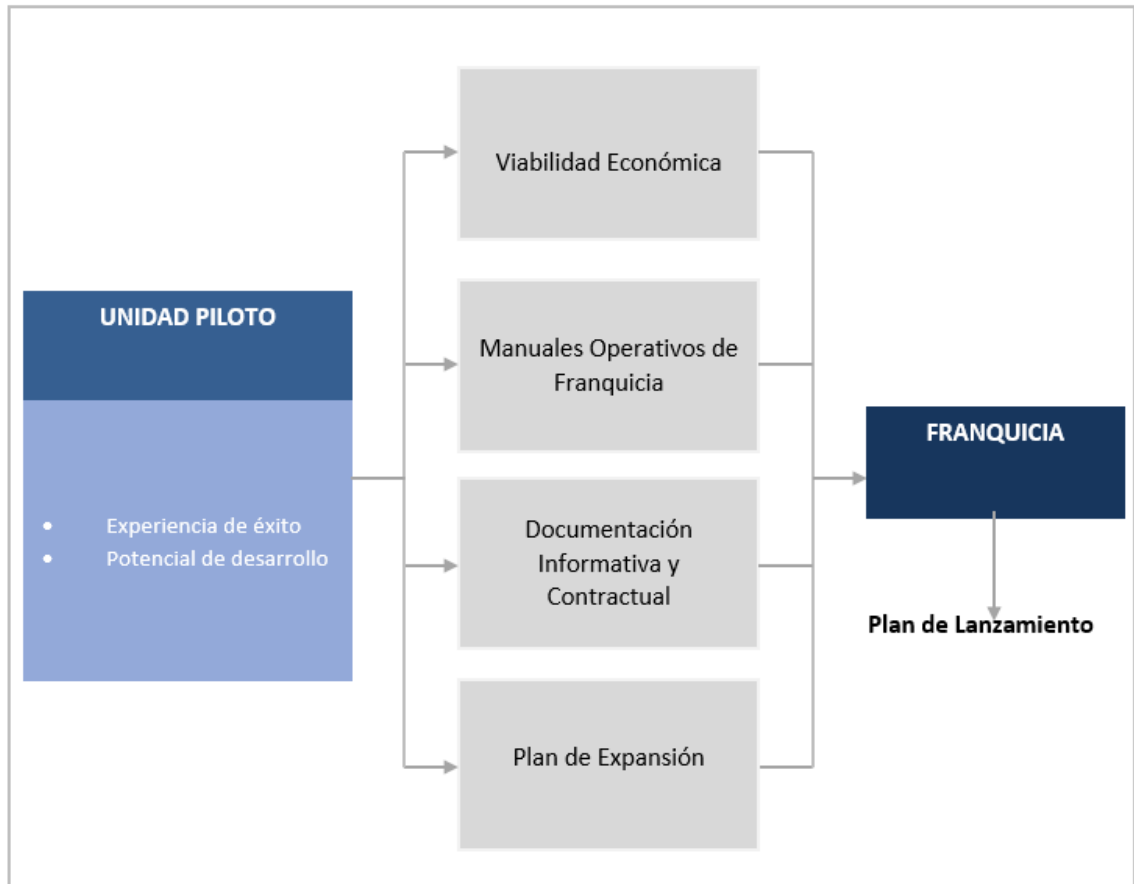 UNIDAD PILOTO
• Experiencia de éxito
• Potencial de desarrollo
Viabilidad Económica
Manuales Operativos de
Franquicia
Documentación
Informativa y
Contractual
Plan de Expansión
FRANQUICIA
Plan de Lanzamiento